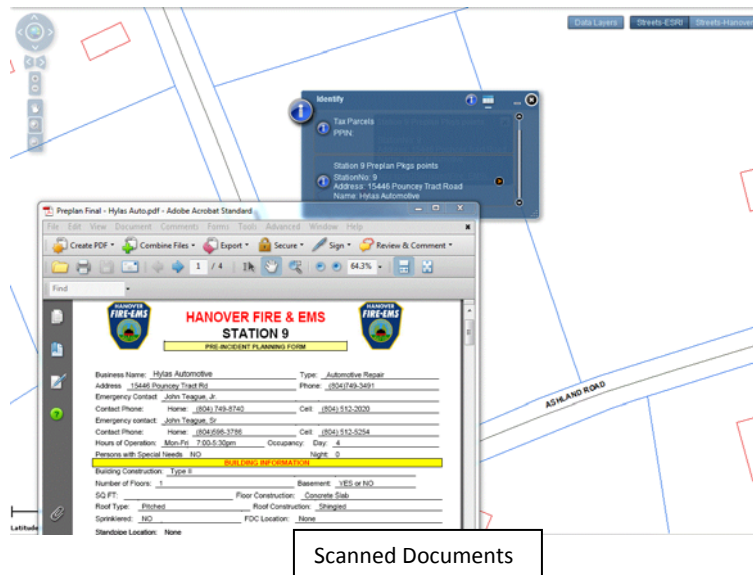 Data Layers Streets-ESRI Streets-Hanover
Identify
Tax Parcels
PPIN:
Station 9 Preplan Pkgs points
StationNo: 9
Address: 15446 Pouncey Tract Road
Name: Hylas Automotive
Preplan Final - Hylas Auto.pdf - Adobe Acrobat Standard
File Edit View Document Comments Forms Tools Advanced Window Help
Create PDF Combine Files Export Secure Sign Review & Comment
1 / 4 64.3%
Find
HANOVER
FIRE-EMS
HANOVER FIRE & EMS
STATION 9
PRE-INCIDENT PLANNING FORM
HANOVER
FIRE-EMS
Business Name: Hylas Automotive Type: Automotive Repair
Address 15446 Pouncey Tract Rd Phone: (804)749-3491
Emergency Contact John Teague, Jr.
Contact Phone: Home: (804) 749-8740 Cell: (804) 512-2020
Emergency contact: John Teague, Sr
Contact Phone: Home: (804)598-3786 Cell: (804) 512-5254
Hours of Operation: Mon-Fri 7:00-5:30pm Occupancy: Day: 4
Persons with Special Needs NO Night: 0
BUILDING INFORMATION
Building Construction: Type II
Number of Floors: 1 Basement: YES or NO
SQ FT: Floor Construction: Concrete Slab
Roof Type: Pitched Roof Construction: Shingled
Sprinklered: NO FDC Location: None
Standpipe Location: None
ASHLAND ROAD
Latitude
Scanned Documents